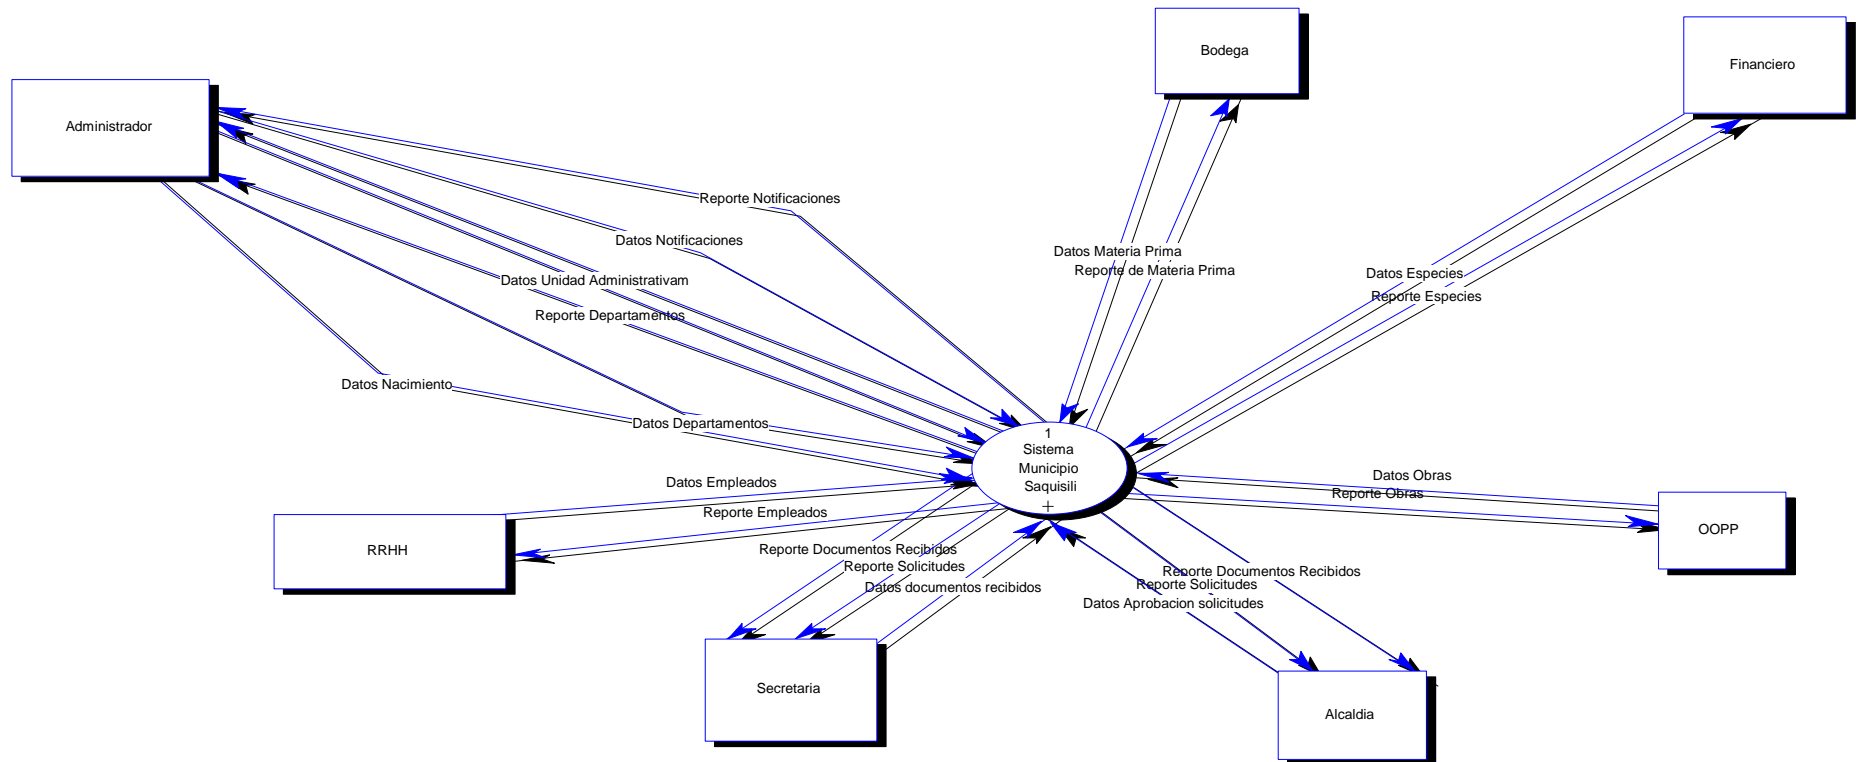 Bodega
Financiero
Administrador
Reporte Notificaciones
Datos Notificaciones
Datos Materia Prima
Reporte de Materia Prima
Datos Especies
Datos Unidad Administrativam
Reporte Especies
Reporte Departamentos
Datos Nacimiento
Datos Departamentos
1
Sistema
Municipio
Saquisili
+
Datos Empleados
Datos Obras
Reporte Obras
Reporte Empleados
OOPP
RRHH
Reporte Documentos Recibidos
Reporte Solicitudes
Datos documentos recibidos
Reporte Documentos Recibidos
Reporte Solicitudes
Datos Aprobacion solicitudes
Secretaria
Alcaldia